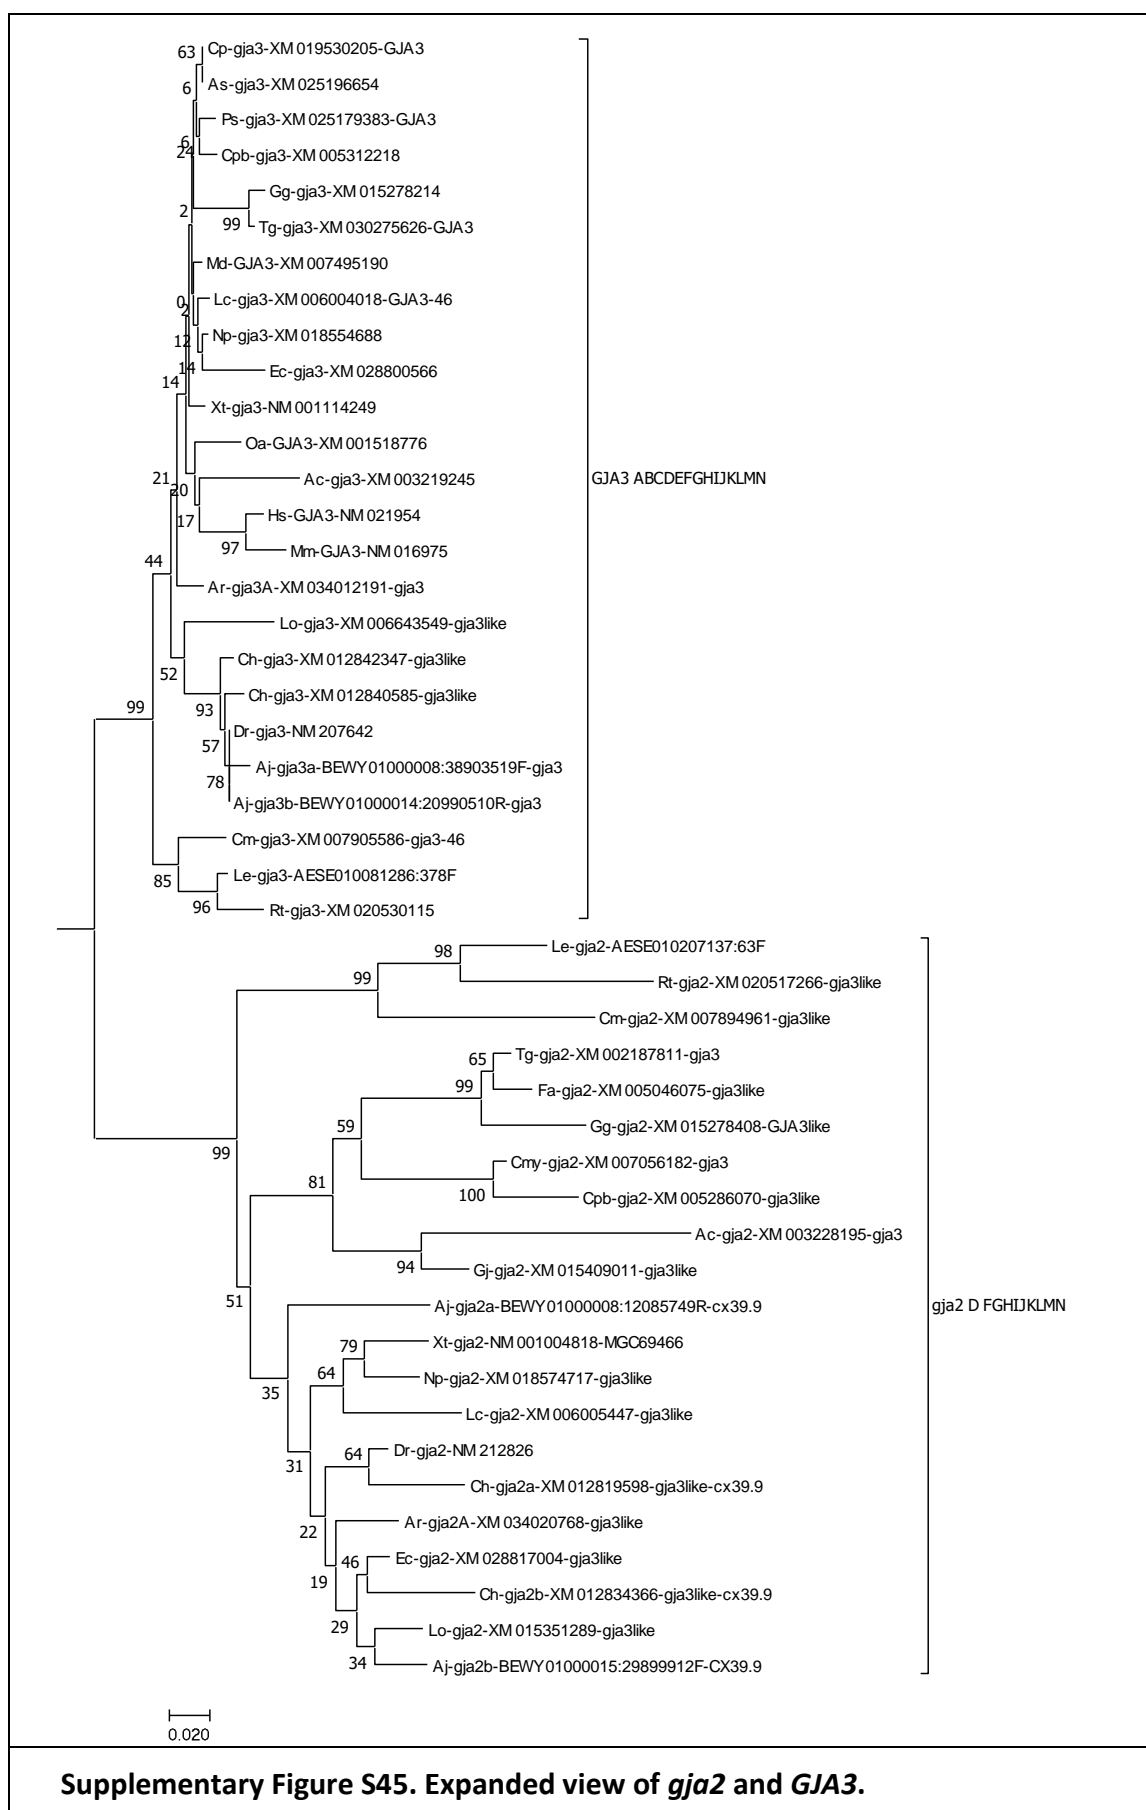 63
Cp-gja3-XM 019530205-GJA3
6
As-gja3-XM 025196654
Ps-gja3-XM 025179383-GJA3
6
24
Cpb-gja3-XM 005312218
Gg-gja3-XM 015278214
2
99
Tg-gja3-XM 030275626-GJA3
Md-GJA3-XM 007495190
0
2
Lc-gja3-XM 006004018-GJA3-46
12
Np-gja3-XM 018554688
14
Ec-gja3-XM 028800566
14
Xt-gja3-NM 001114249
Oa-GJA3-XM 001518776
21
20
Ac-gja3-XM 003219245
GJA3 ABCDEFGHIJKLMN
17
Hs-GJA3-NM 021954
97
Mm-GJA3-NM 016975
44
Ar-gja3A-XM 034012191-gja3
Lo-gja3-XM 006643549-gja3like
52
Ch-gja3-XM 012842347-gja3like
93
Ch-gja3-XM 012840585-gja3like
99
57
Dr-gja3-NM 207642
78
Aj-gja3a-BEWY01000008:38903519F-gja3
Aj-gja3b-BEWY01000014:20990510R-gja3
Cm-gja3-XM 007905586-gja3-46
85
Le-gja3-AESE010081286:378F
96
Rt-gja3-XM 020530115
98
Le-gja2-AESE010207137:63F
99
Rt-gja2-XM 020517266-gja3like
Cm-gja2-XM 007894961-gja3like
65
Tg-gja2-XM 002187811-gja3
99
Fa-gja2-XM 005046075-gja3like
59
Gg-gja2-XM 015278408-GJA3like
99
Cmy-gja2-XM 007056182-gja3
81
100
Cpb-gja2-XM 005286070-gja3like
Ac-gja2-XM 003228195-gja3
94
Gj-gja2-XM 015409011-gja3like
51
Aj-gja2a-BEWY01000008:12085749R-cx39.9
gja2 D FGHIJKLMN
79
Xt-gja2-NM 001004818-MGC69466
64
Np-gja2-XM 018574717-gja3like
35
Lc-gja2-XM 006005447-gja3like
64
Dr-gja2-NM 212826
31
Ch-gja2a-XM 012819598-gja3like-cx39.9
22
Ar-gja2A-XM 034020768-gja3like
46
Ec-gja2-XM 028817004-gja3like
19
Ch-gja2b-XM 012834366-gja3like-cx39.9
29
Lo-gja2-XM 015351289-gja3like
34
Aj-gja2b-BEWY01000015:29899912F-CX39.9
0.020
Supplementary Figure S45. Expanded view of gja2 and GJA3.